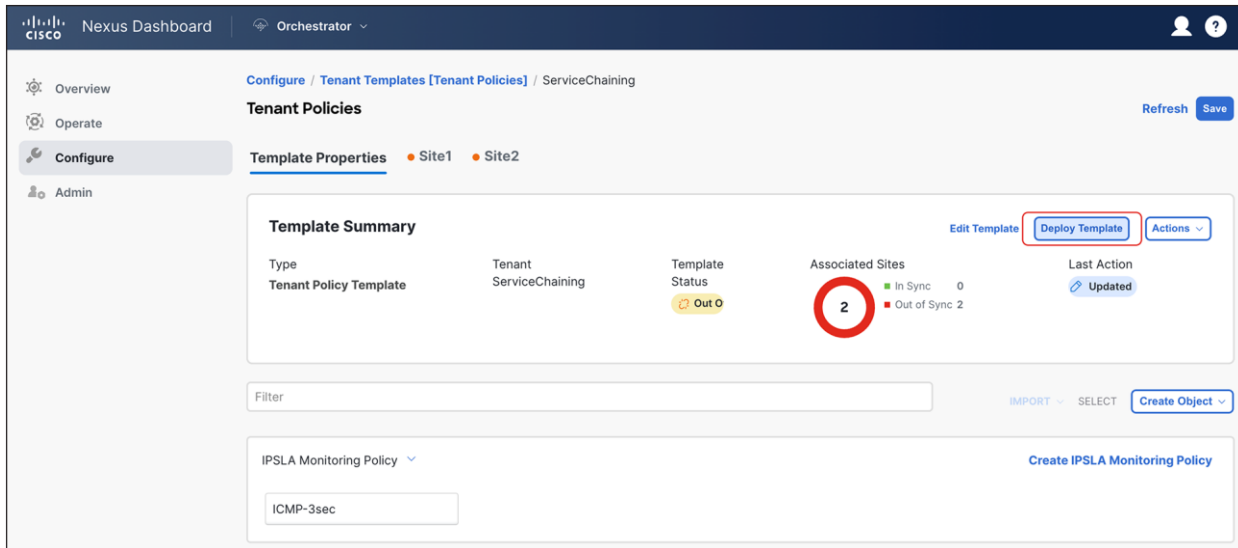 CISCO Nexus Dashboard Orchestrator ?
Overview
Operate
Configure
Admin
Configure / Tenant Templates [Tenant Policies] / ServiceChaining
Tenant Policies
Refresh Save
Template Properties Site1 Site2
Template Summary
Edit Template Deploy Template Actions
Type
Tenant Policy Template
Tenant
ServiceChaining
Template
Status
Out O
Associated Sites
2
In Sync 0
Out of Sync 2
Last Action
Updated
Filter
IMPORT SELECT Create Object
IPSLA Monitoring Policy
Create IPSLA Monitoring Policy
ICMP-3sec